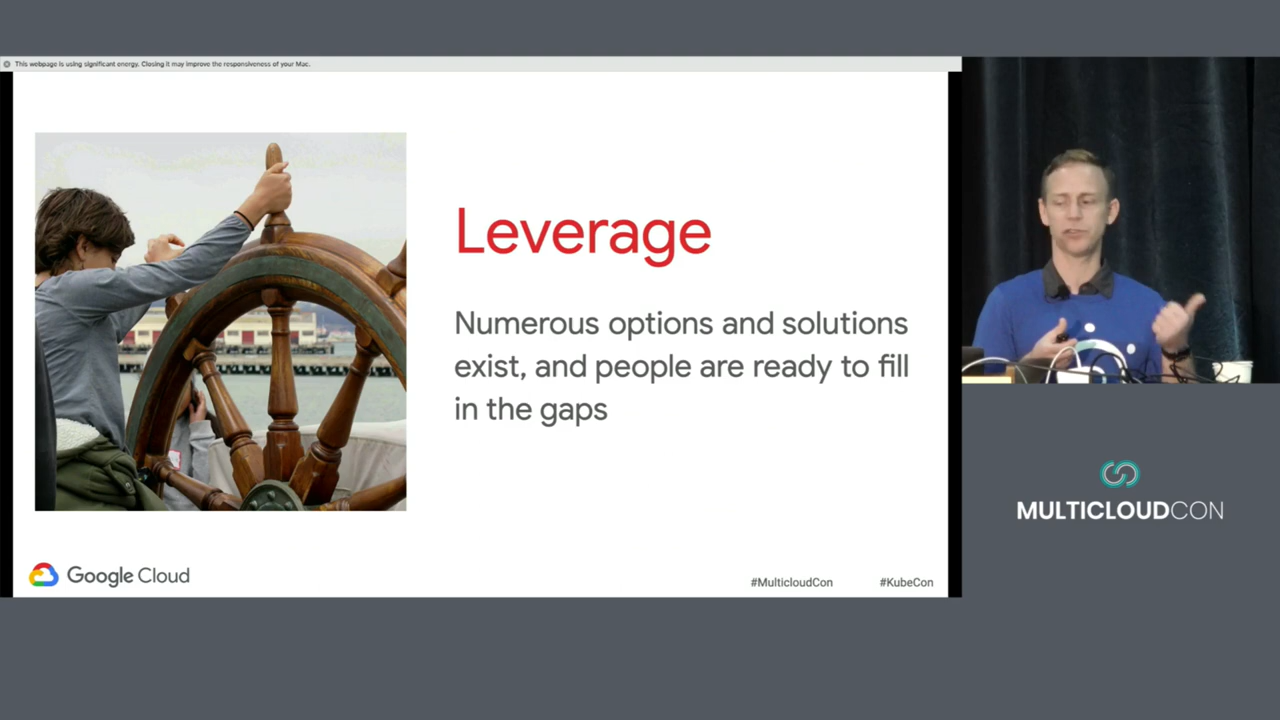 This webpage is using significant energy. Closing it may improve the responsiveness of your Mac.
Leverage
Numerous options and solutions
exist, and people are ready to fill
in the gaps
Google Cloud
#MulticloudCon
#KubeCon
MULTICLOUDCON